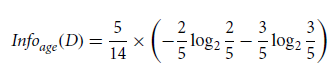 Info_age(D) = 5/14 × (−2/5 log₂ 2/5 − 3/5 log₂ 3/5)